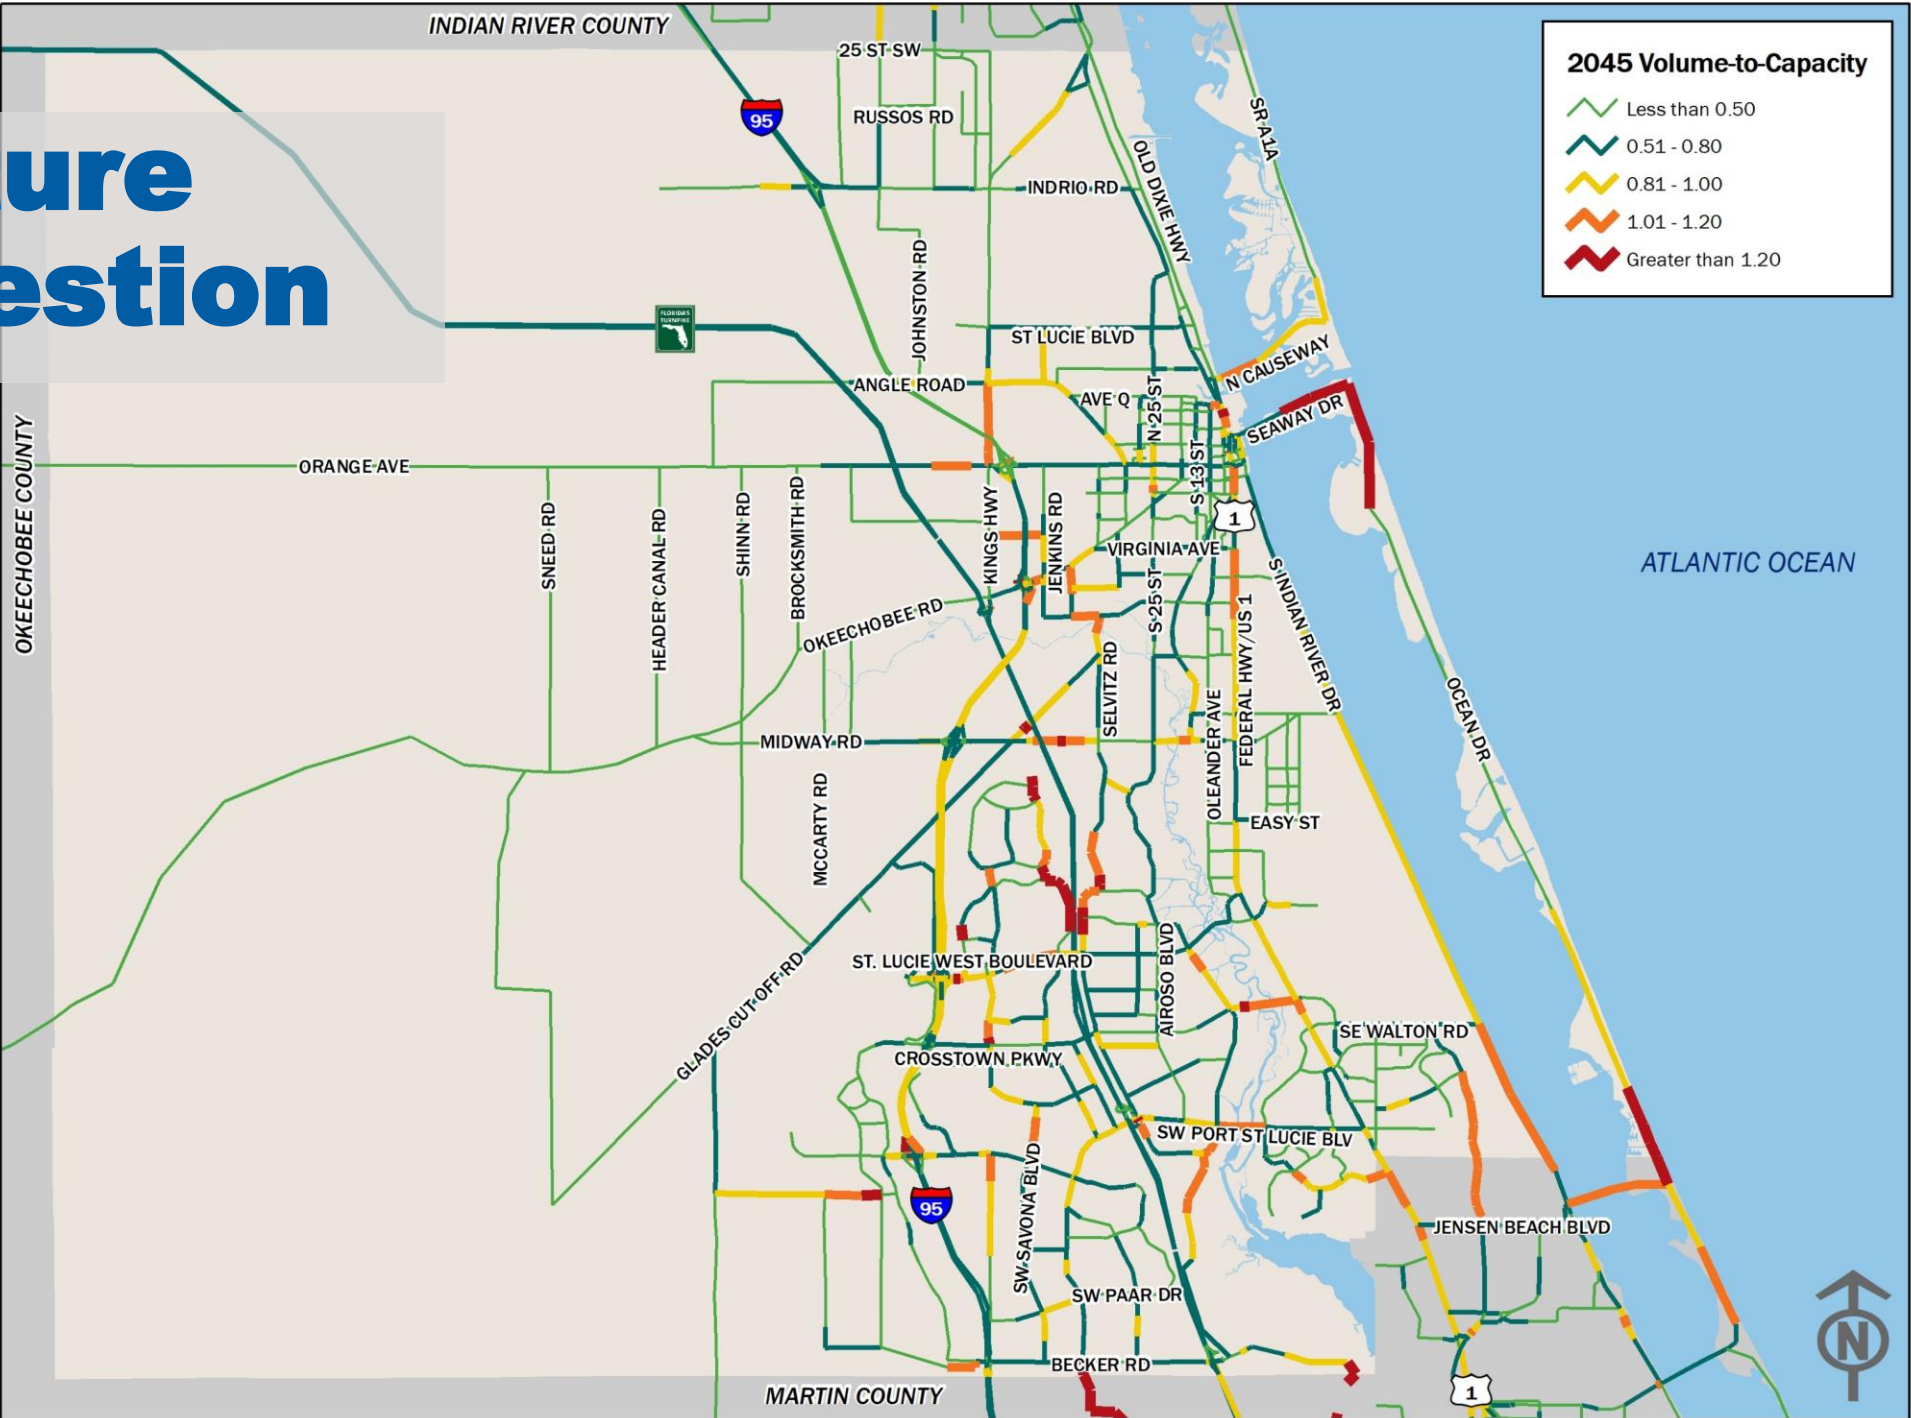 INDIAN RIVER COUNTY
25 ST SW
95
RUSSOS RD
SR A1A
2045 Volume-to-Capacity
Less than 0.50
0.51 - 0.80
0.81 - 1.00
1.01 - 1.20
Greater than 1.20
ure
estion
OLD DIXIE HWY
INDRIO RD
JOHNSTON RD
FLORIDA'S
TURNPIKE
ST LUCIE BLVD
N CAUSEWAY
ANGLE ROAD
AVE Q
N 25 ST
SEAWAY DR
OKEECHOBEE COUNTY
ORANGE AVE
S 13 ST
SNEED RD
HEADER CANAL RD
SHINN RD
BROCKSMITH RD
KINGS HWY
JENKINS RD
1
VIRGINIA AVE
ATLANTIC OCEAN
OKEECHOBEE RD
S 25 ST
S INDIAN RIVER DR
SELVITZ RD
OLEANDER AVE
FEDERAL HWY/US 1
OCEAN DR
MIDWAY RD
MCCARTY RD
EASY ST
ST. LUCIE WEST BOULEVARD
AIROSO BLVD
GLADES CUT OFF RD
SE WALTON RD
CROSSTOWN PKWY
SW PORT ST LUCIE BLV
95
SW SAVONA BLVD
JENSEN BEACH BLVD
SW PAAR DR
BECKER RD
MARTIN COUNTY
1
N